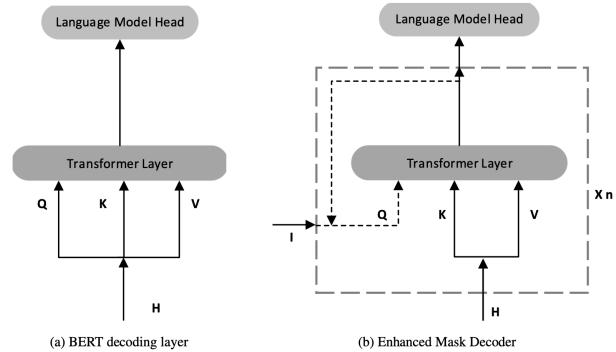 Language Model Head
Transformer Layer
Q
K
V
H
(a) BERT decoding layer
Language Model Head
Transformer Layer
Q
K
V
X n
I
H
(b) Enhanced Mask Decoder